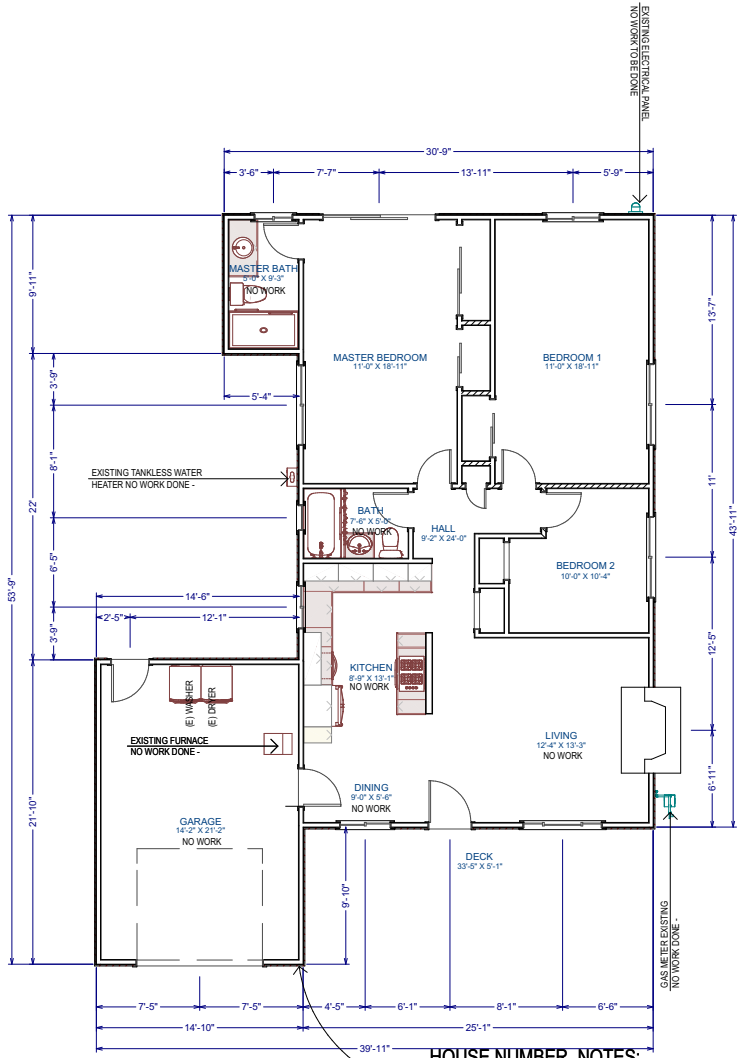 EXISTING ELECTRICAL PANEL
NO WORK TO BE DONE
30'-9"
3'-6"
7'-7"
13'-11"
5'-9"
9'-11"
13'-7"
MASTER BATH
5'-0" X 9'-3"
NO WORK
MASTER BEDROOM
11'-0" X 18'-11"
BEDROOM 1
11'-0" X 18'-11"
3'-9"
5'-4"
8'-1"
11'
EXISTING TANKLESS WATER
HEATER NO WORK DONE -
22'
43'-11"
BATH
7'-6" X 5'-0"
NO WORK
HALL
9'-2" X 24'-0"
6'-5"
BEDROOM 2
10'-0" X 10'-4"
53'-9"
14'-6"
2'-5"
12'-1"
3'-9"
12'-5"
KITCHEN
8'-9" X 13'-1"
NO WORK
(E) WASHER
(E) DRYER
EXISTING FURNACE
NO WORK DONE -
LIVING
12'-4" X 13'-3"
NO WORK
6'-11"
DINING
9'-0" X 5'-6"
NO WORK
21'-10"
GARAGE
14'-2" X 21'-2"
NO WORK
DECK
33'-5" X 5'-1"
9'-10"
GAS METER EXISTING
NO WORK DONE -
7'-5"
7'-5"
4'-5"
6'-1"
8'-1"
6'-6"
14'-10"
25'-1"
39'-11"
HOUSE NUMBER NOTES: